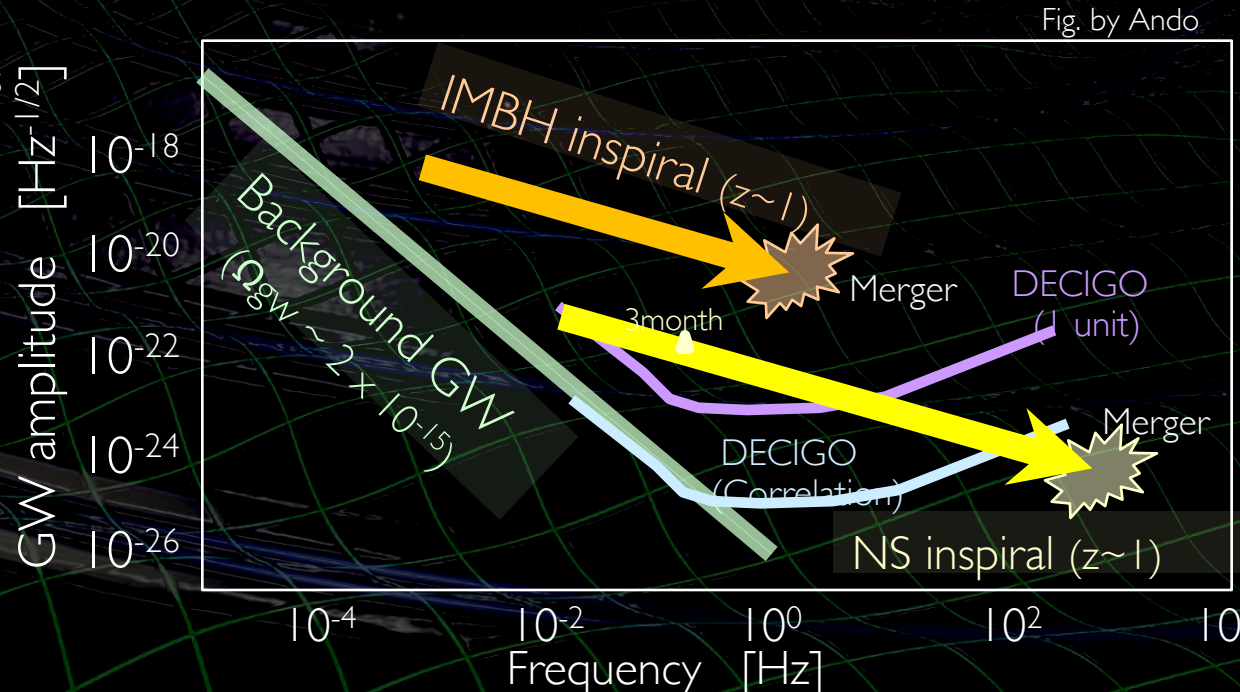 Fig. by Ando
GW amplitude [Hz-1/2]
10-18
10-20
10-22
10-24
10-26
IMBH inspiral (z~1)
Merger
Background GW
(Ωgw ~ 2 × 10-15)
3month
DECIGO
(1 unit)
DECIGO
(Correlation)
Merger
NS inspiral (z~1)
10-4
10-2
100
102
10
Frequency [Hz]